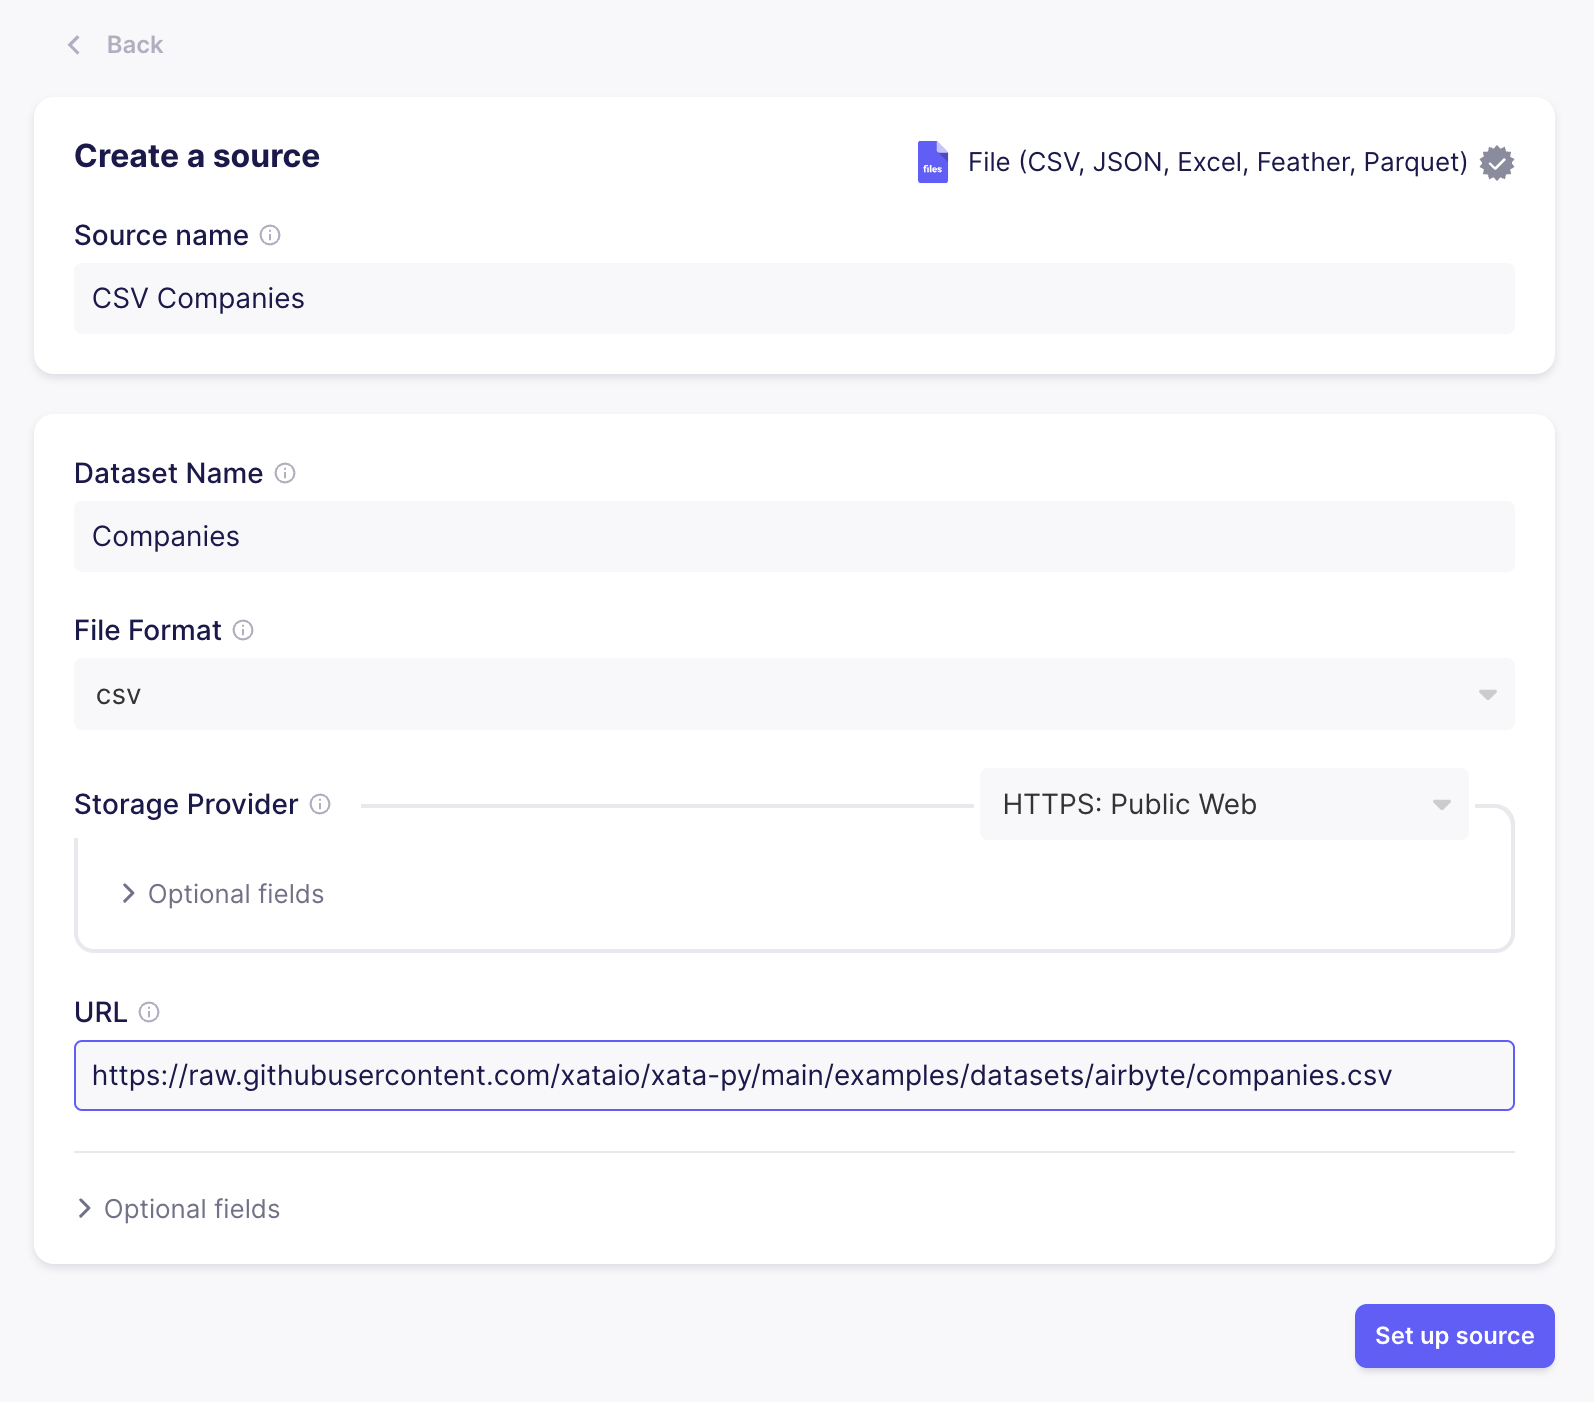 Back
Create a source
files
File (CSV, JSON, Excel, Feather, Parquet)
Source name
CSV Companies
Dataset Name
Companies
File Format
csv
Storage Provider
HTTPS: Public Web
Optional fields
URL
https://raw.githubusercontent.com/xataio/xata-py/main/examples/datasets/airbyte/companies.csv
Optional fields
Set up source